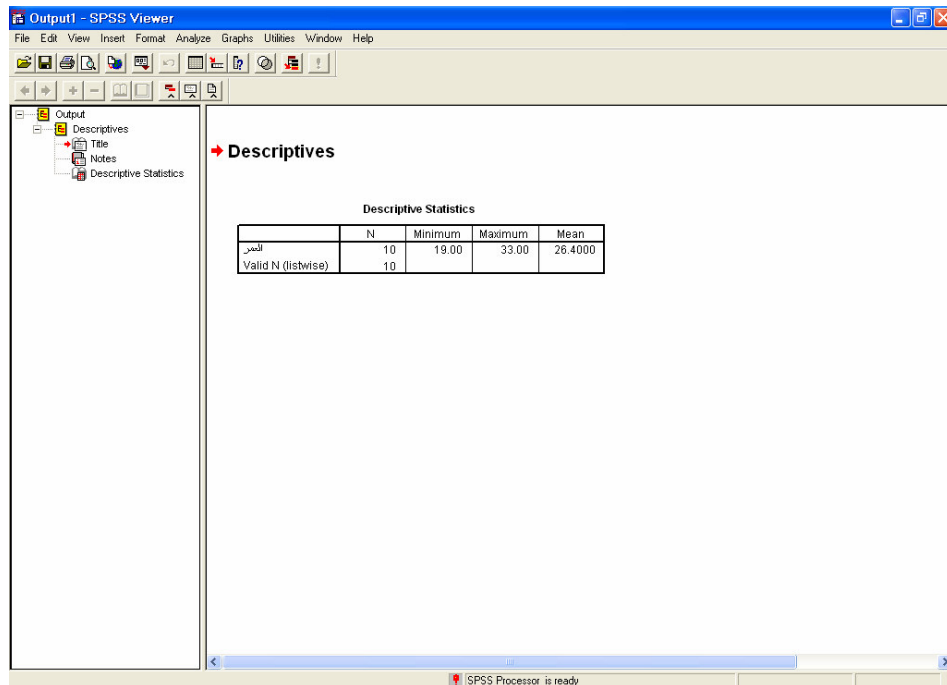 Output1 - SPSS Viewer
File Edit View Insert Format Analyze Graphs Utilities Window Help
Output
Descriptives
Title
Notes
Descriptive Statistics
Descriptives
Descriptive Statistics
N Minimum Maximum Mean
العمر 10 19.00 33.00 26.4000
Valid N (listwise) 10
SPSS Processor is ready